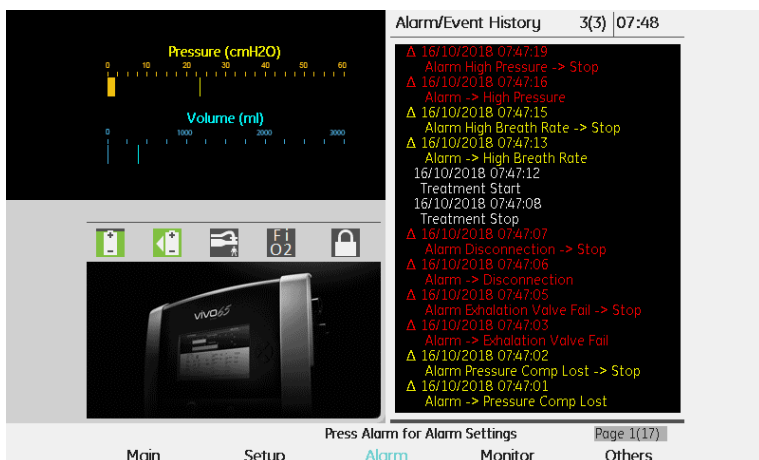 Alarm/Event History 3(3) 07:48
Pressure (cmH2O)
0 10 20 30 40 50 60
Volume (ml)
0 1000 2000 3000
Δ 16/10/2018 07:47:19
Alarm High Pressure -> Stop
Δ 16/10/2018 07:47:16
Alarm -> High Pressure
Δ 16/10/2018 07:47:15
Alarm High Breath Rate -> Stop
Δ 16/10/2018 07:47:13
Alarm -> High Breath Rate
16/10/2018 07:47:12
Treatment Start
16/10/2018 07:47:08
Treatment Stop
Δ 16/10/2018 07:47:07
Alarm Disconnection -> Stop
Δ 16/10/2018 07:47:06
Alarm -> Disconnection
Δ 16/10/2018 07:47:05
Alarm Exhalation Valve Fail -> Stop
Δ 16/10/2018 07:47:03
Alarm -> Exhalation Valve Fail
Δ 16/10/2018 07:47:02
Alarm Pressure Comp Lost -> Stop
Δ 16/10/2018 07:47:01
Alarm -> Pressure Comp Lost
Fi
O2
VIVO65
Press Alarm for Alarm Settings Page 1(17)
Main Setup Alarm Monitor Others